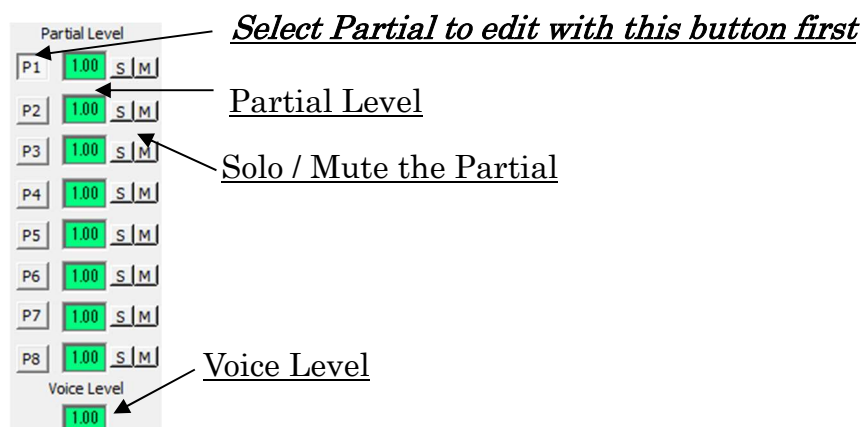 Select Partial to edit with this button first
Partial Level
P1 1.00 S M
Partial Level
P2 1.00 S M
P3 1.00 S M
Solo / Mute the Partial
P4 1.00 S M
P5 1.00 S M
P6 1.00 S M
P7 1.00 S M
P8 1.00 S M
Voice Level
Voice Level
1.00